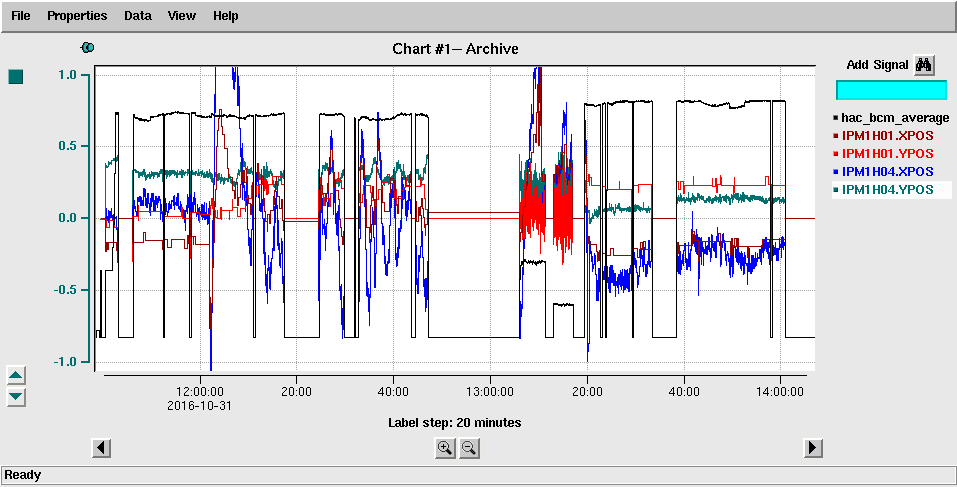 File Properties Data View Help
Chart #1-- Archive
Add Signal
1.0
0.5
0.0
-0.5
-1.0
hac_bcm_average
IPM1H01.XPOS
IPM1H01.YPOS
IPM1H04.XPOS
IPM1H04.YPOS
12:00:00 20:00 40:00 13:00:00 20:00 40:00 14:00:00
2016-10-31
Label step: 20 minutes
Ready